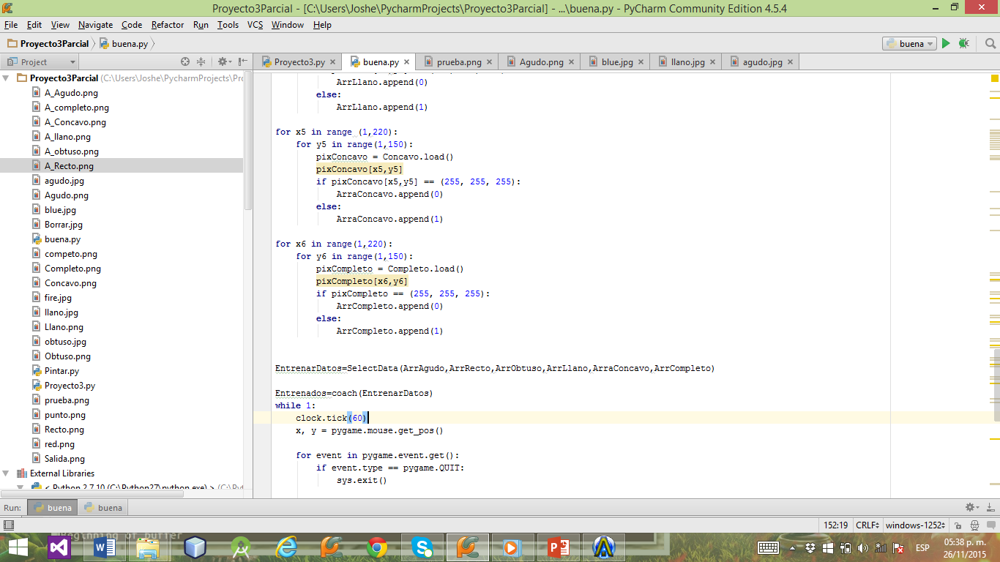 Proyecto3Parcial - [C:\Users\Joshe\PycharmProjects\Proyecto3Parcial] - ...\buena.py - PyCharm Community Edition 4.5.4
File Edit View Navigate Code Refactor Run Tools VCS Window Help
Proyecto3Parcial buena.py buena
Project Proyecto3.py buena.py prueba.png Agudo.png blue.jpg llano.jpg agudo.jpg
Proyecto3Parcial (C:\Users\Joshe\PycharmProjects\Pro
A_Agudo.png
A_completo.png
A_Concavo.png
A_llano.png
A_obtuso.png
A_Recto.png
agudo.jpg
Agudo.png
blue.jpg
Borrar.jpg
buena.py
competo.png
Completo.png
Concavo.png
fire.jpg
llano.jpg
Llano.png
obtuso.jpg
Obtuso.png
Pintar.py
Proyecto3.py
prueba.png
punto.png
Recto.png
red.png
Salida.png
External Libraries
< Python 2.7.10 (C:\Python27\python.exe) > (C:\Pyt
ArrLlano.append(0)
else:
ArrLlano.append(1)
for x5 in range (1,220):
for y5 in range(1,150):
pixConcavo = Concavo.load()
pixConcavo[x5,y5]
if pixConcavo[x5,y5] == (255, 255, 255):
ArraConcavo.append(0)
else:
ArraConcavo.append(1)
for x6 in range(1,220):
for y6 in range(1,150):
pixCompleto = Completo.load()
pixCompleto[x6,y6]
if pixCompleto == (255, 255, 255):
ArrCompleto.append(0)
else:
ArrCompleto.append(1)
EntrenarDatos=SelectData(ArrAgudo,ArrRecto,ArrObtuso,ArrLlano,ArraConcavo,ArrCompleto)
Entrenados=coach(EntrenarDatos)
while 1:
clock.tick(60)
x, y = pygame.mouse.get_pos()
for event in pygame.event.get():
if event.type == pygame.QUIT:
sys.exit()
Run: buena buena
152:19 CRLF windows-1252
Beginning of buffer
ESP 05:38 p. m.
26/11/2015